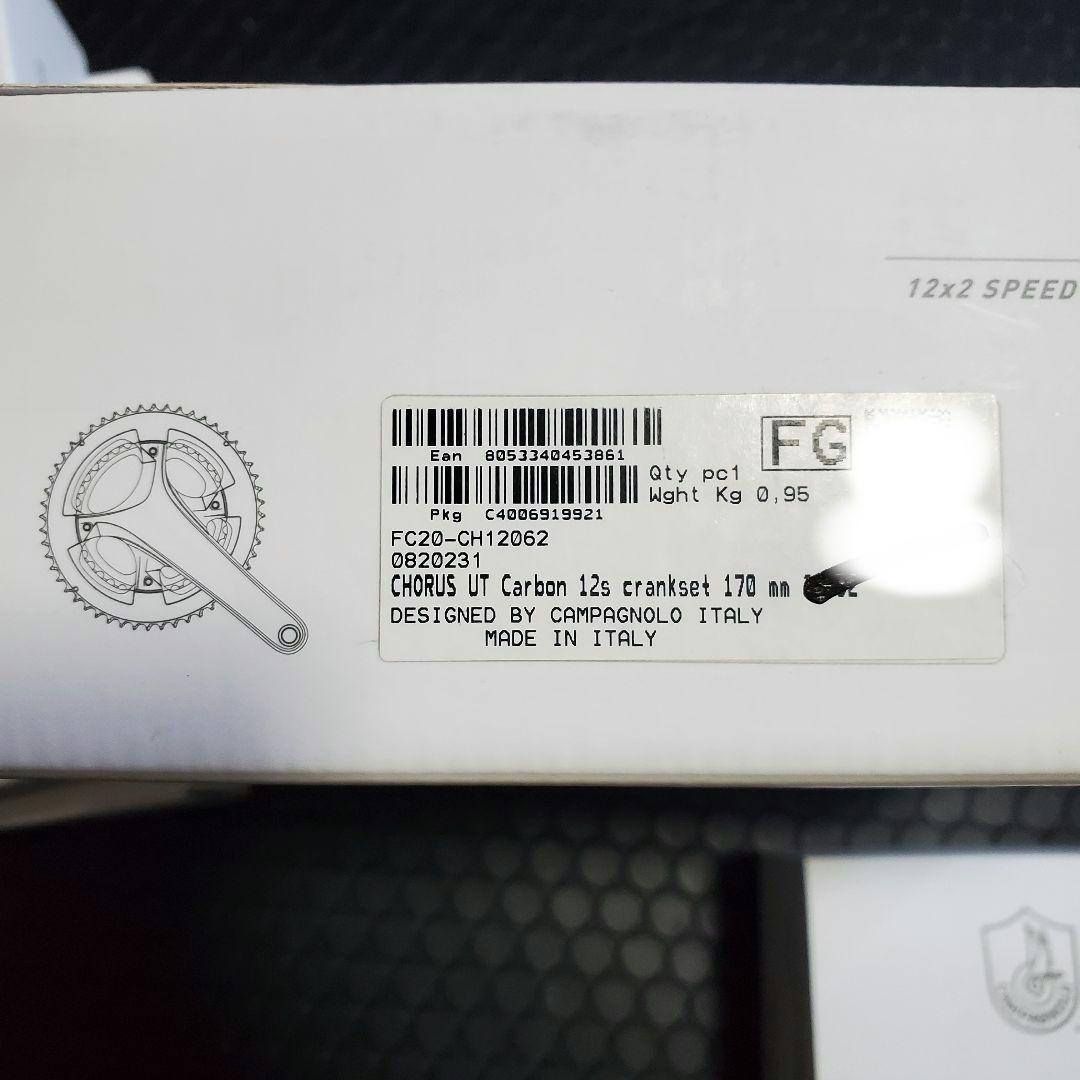 12x2 SPEED
FG
Ean 8053340453861
Qty pc1
Wght Kg 0,95
Pkg C4006919921
FC20-CH12062
0820231
CHORUS UT Carbon 12s crankset 170 mm
DESIGNED BY CAMPAGNOLO ITALY
MADE IN ITALY